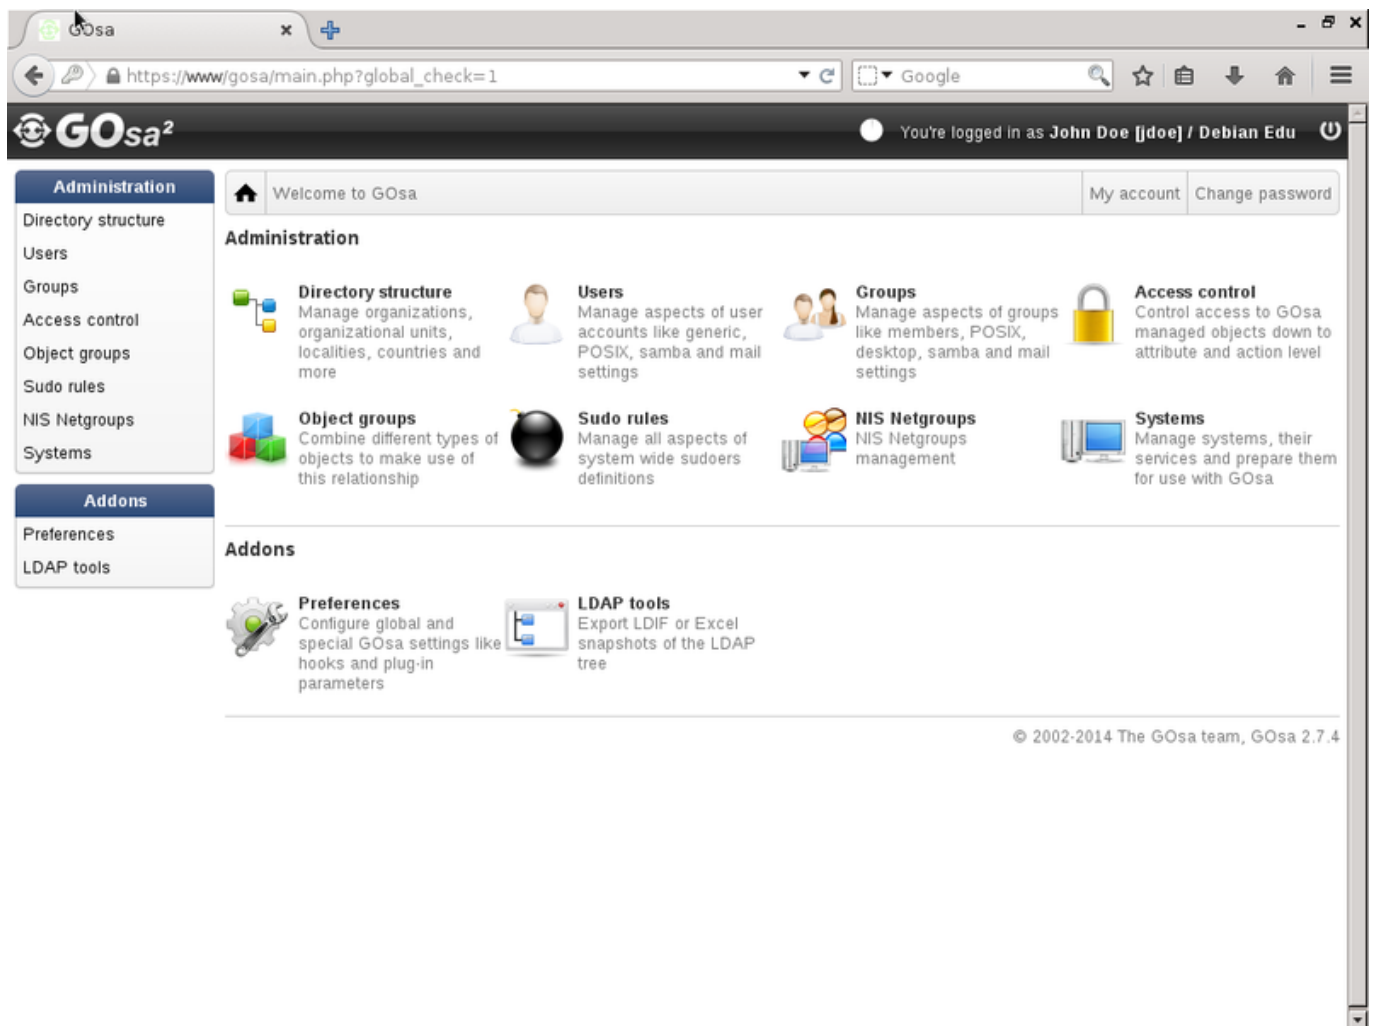 GOsa
https://www/gosa/main.php?global_check=1
Google
GOsa²
You're logged in as John Doe [jdoe] / Debian Edu
Administration
Directory structure
Users
Groups
Access control
Object groups
Sudo rules
NIS Netgroups
Systems
Addons
Preferences
LDAP tools
Welcome to GOsa
My account
Change password
Administration
Directory structure
Manage organizations,
organizational units,
localities, countries and
more
Users
Manage aspects of user
accounts like generic,
POSIX, samba and mail
settings
Groups
Manage aspects of groups
like members, POSIX,
desktop, samba and mail
settings
Access control
Control access to GOsa
managed objects down to
attribute and action level
Object groups
Combine different types of
objects to make use of
this relationship
Sudo rules
Manage all aspects of
system wide sudoers
definitions
NIS Netgroups
NIS Netgroups
management
Systems
Manage systems, their
services and prepare them
for use with GOsa
Addons
Preferences
Configure global and
special GOsa settings like
hooks and plug-in
parameters
LDAP tools
Export LDIF or Excel
snapshots of the LDAP
tree
© 2002-2014 The GOsa team, GOsa 2.7.4